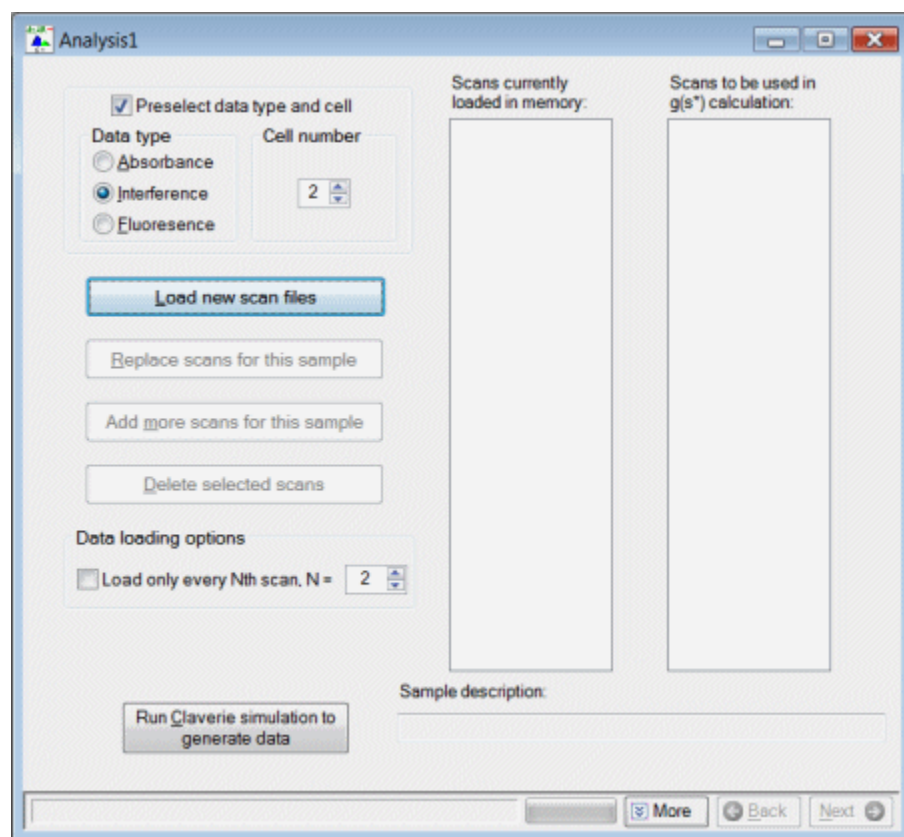 Analysis1
Preselect data type and cell
Data type
Absorbance
Interference
Fluoresence
Cell number
2
Load new scan files
Replace scans for this sample
Add more scans for this sample
Delete selected scans
Data loading options
Load only every Nth scan, N = 2
Run Claverie simulation to
generate data
Scans currently
loaded in memory:
Scans to be used in
g(s*) calculation:
Sample description:
More
Back
Next